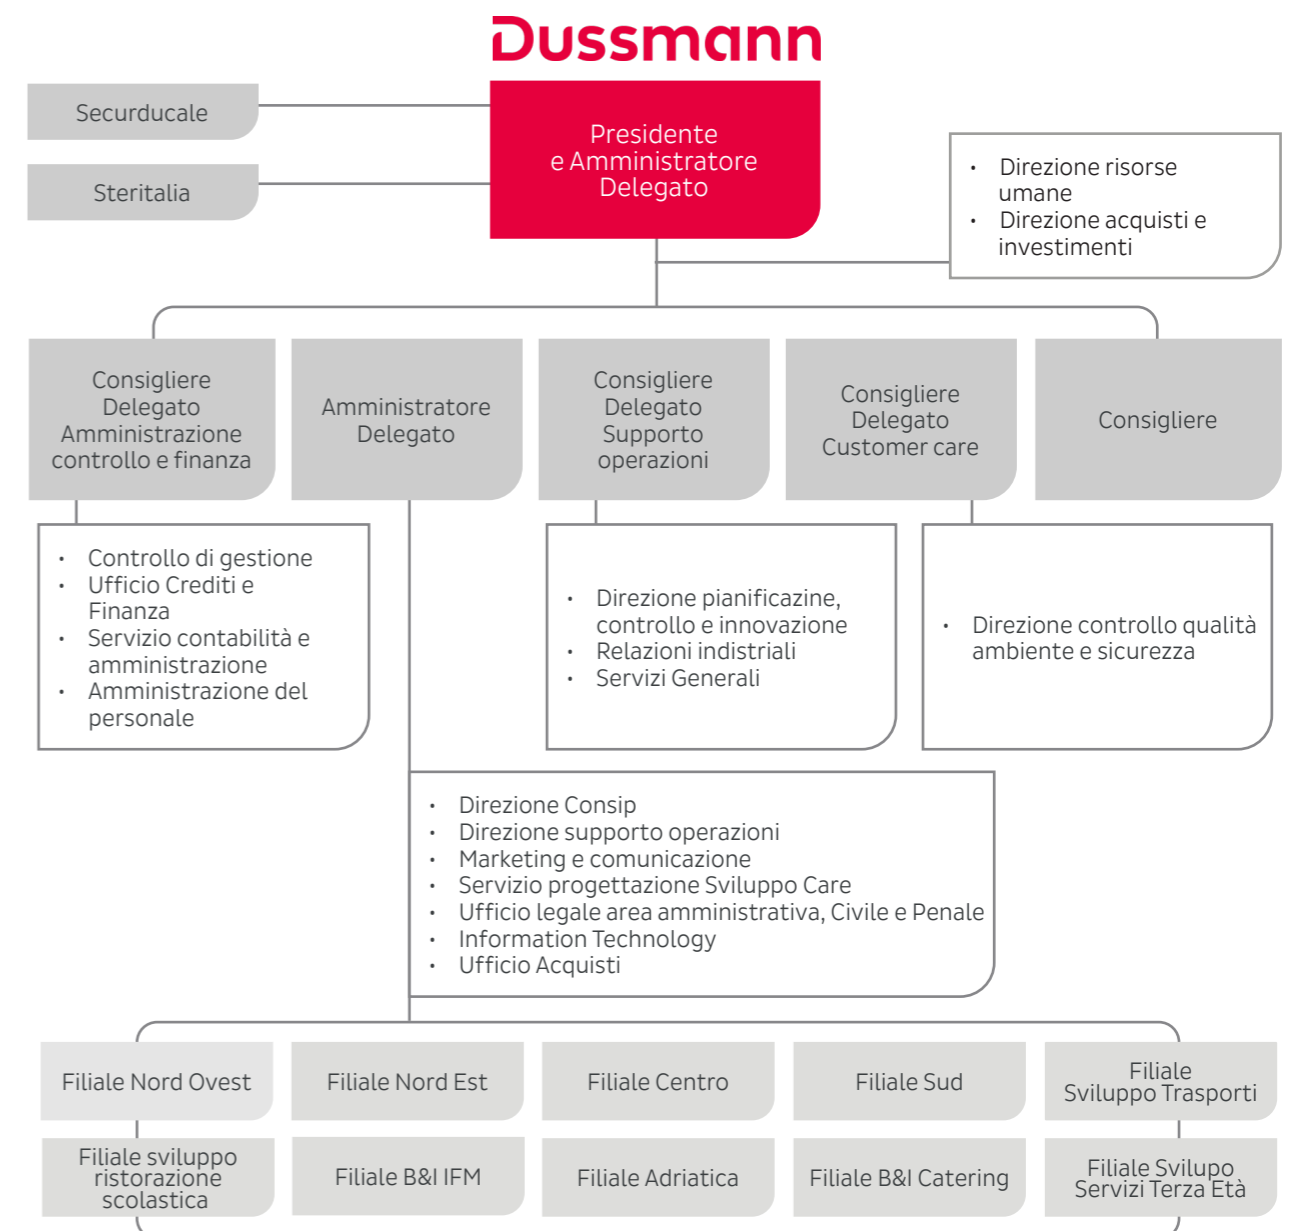 Dussmann
Securducale
Steritalia
Presidente
e Amministratore
Delegato
• Direzione risorse
umane
• Direzione acquisti e
investimenti
Consigliere
Delegato
Amministrazione
controllo e finanza
Amministratore
Delegato
Consigliere
Delegato
Supporto
operazioni
Consigliere
Delegato
Customer care
Consigliere
• Controllo di gestione
• Ufficio Crediti e
Finanza
• Servizio contabilità e
amministrazione
• Amministrazione del
personale
• Direzione pianificazine,
controllo e innovazione
• Relazioni indistriali
• Servizi Generali
• Direzione controllo qualità
ambiente e sicurezza
• Direzione Consip
• Direzione supporto operazioni
• Marketing e comunicazione
• Servizio progettazione Sviluppo Care
• Ufficio legale area amministrativa, Civile e Penale
• Information Technology
• Ufficio Acquisti
Filiale Nord Ovest
Filiale Nord Est
Filiale Centro
Filiale Sud
Filiale
Sviluppo Trasporti
Filiale sviluppo
ristorazione
scolastica
Filiale B&I IFM
Filiale Adriatica
Filiale B&I Catering
Filiale Svilupo
Servizi Terza Età